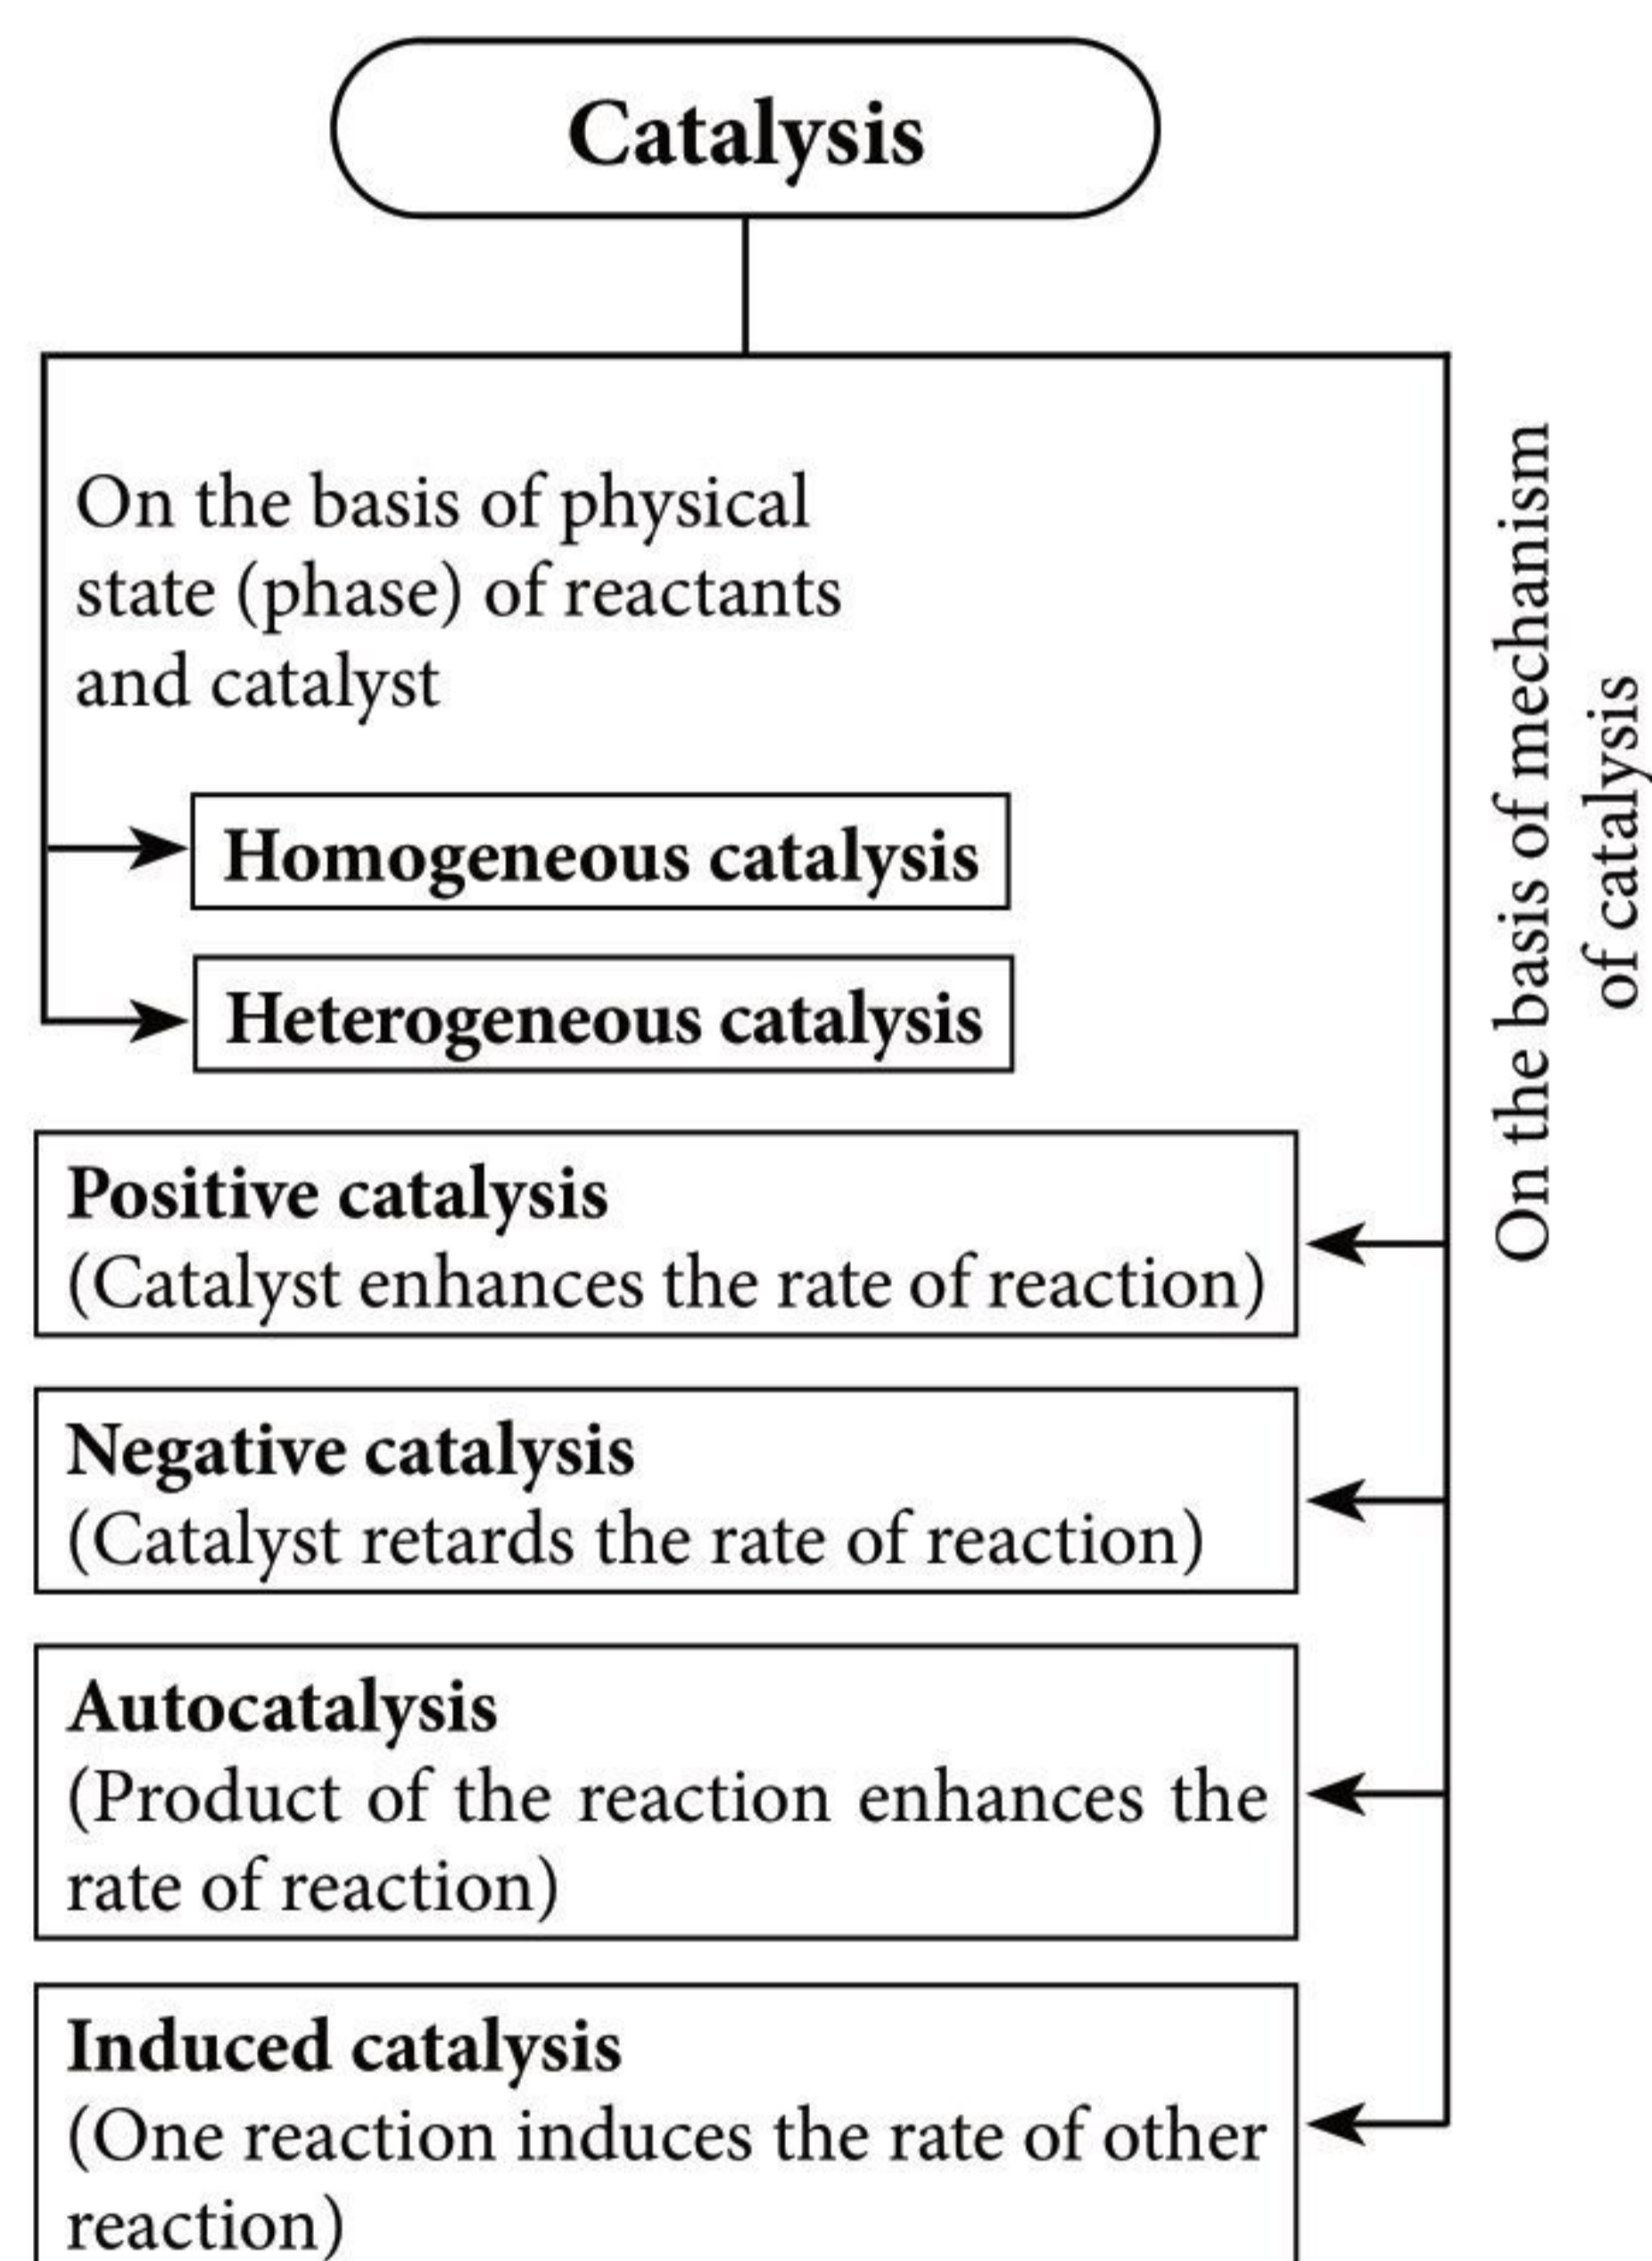 Catalysis
On the basis of physical
state (phase) of reactants
and catalyst
Homogeneous catalysis
Heterogeneous catalysis
On the basis of mechanism
of catalysis
Positive catalysis
(Catalyst enhances the rate of reaction)
Negative catalysis
(Catalyst retards the rate of reaction)
Autocatalysis
(Product of the reaction enhances the
rate of reaction)
Induced catalysis
(One reaction induces the rate of other
reaction)